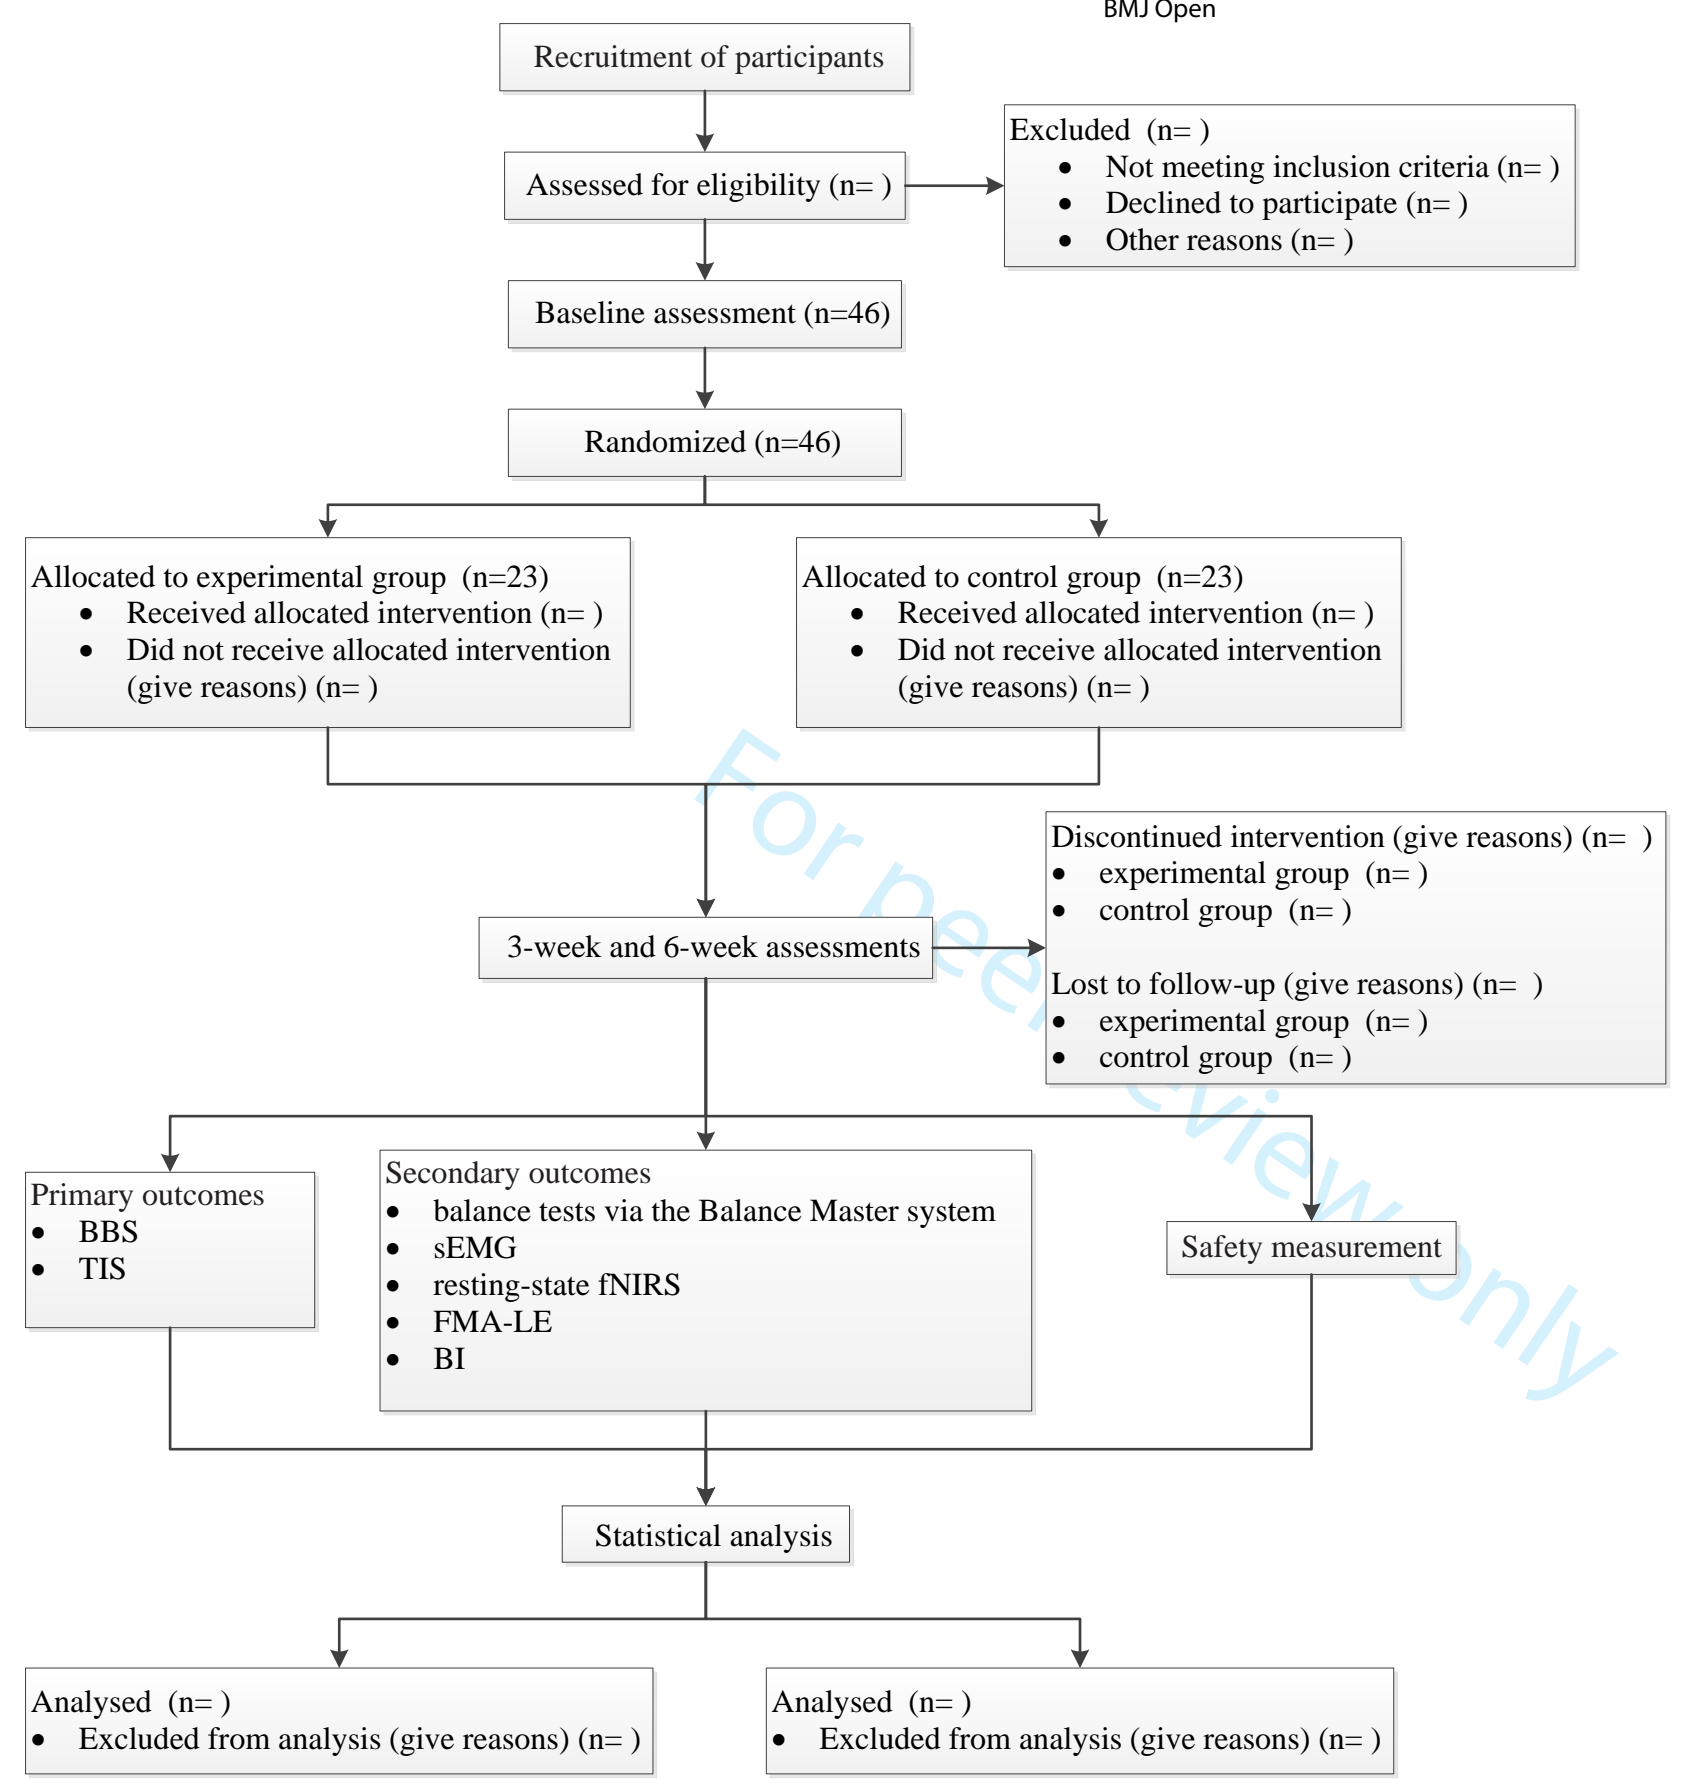 BMJ Open
Recruitment of participants
Assessed for eligibility (n= )
Excluded (n= )
• Not meeting inclusion criteria (n= )
• Declined to participate (n= )
• Other reasons (n= )
Baseline assessment (n=46)
Randomized (n=46)
Allocated to experimental group (n=23)
• Received allocated intervention (n= )
• Did not receive allocated intervention
(give reasons) (n= )
Allocated to control group (n=23)
• Received allocated intervention (n= )
• Did not receive allocated intervention
(give reasons) (n= )
3-week and 6-week assessments
Discontinued intervention (give reasons) (n= )
• experimental group (n= )
• control group (n= )
Lost to follow-up (give reasons) (n= )
• experimental group (n= )
• control group (n= )
Primary outcomes
• BBS
• TIS
Secondary outcomes
• balance tests via the Balance Master system
• sEMG
• resting-state fNIRS
• FMA-LE
• BI
Safety measurement
Statistical analysis
Analysed (n= )
• Excluded from analysis (give reasons) (n= )
Analysed (n= )
• Excluded from analysis (give reasons) (n= )
For peer review only